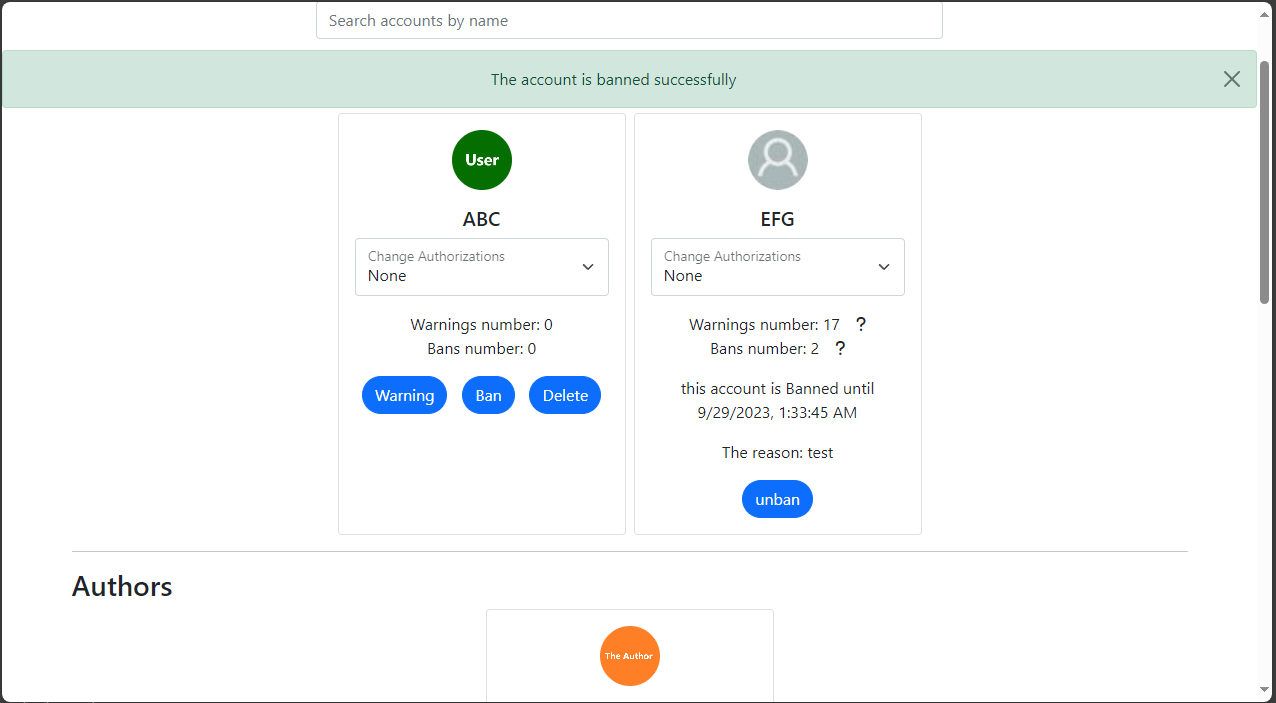 Search accounts by name
The account is banned successfully
User
ABC
Change Authorizations
None
Warnings number: 0
Bans number: 0
Warning Ban Delete
EFG
Change Authorizations
None
Warnings number: 17 ?
Bans number: 2 ?
this account is Banned until
9/29/2023, 1:33:45 AM
The reason: test
unban
Authors
The Author